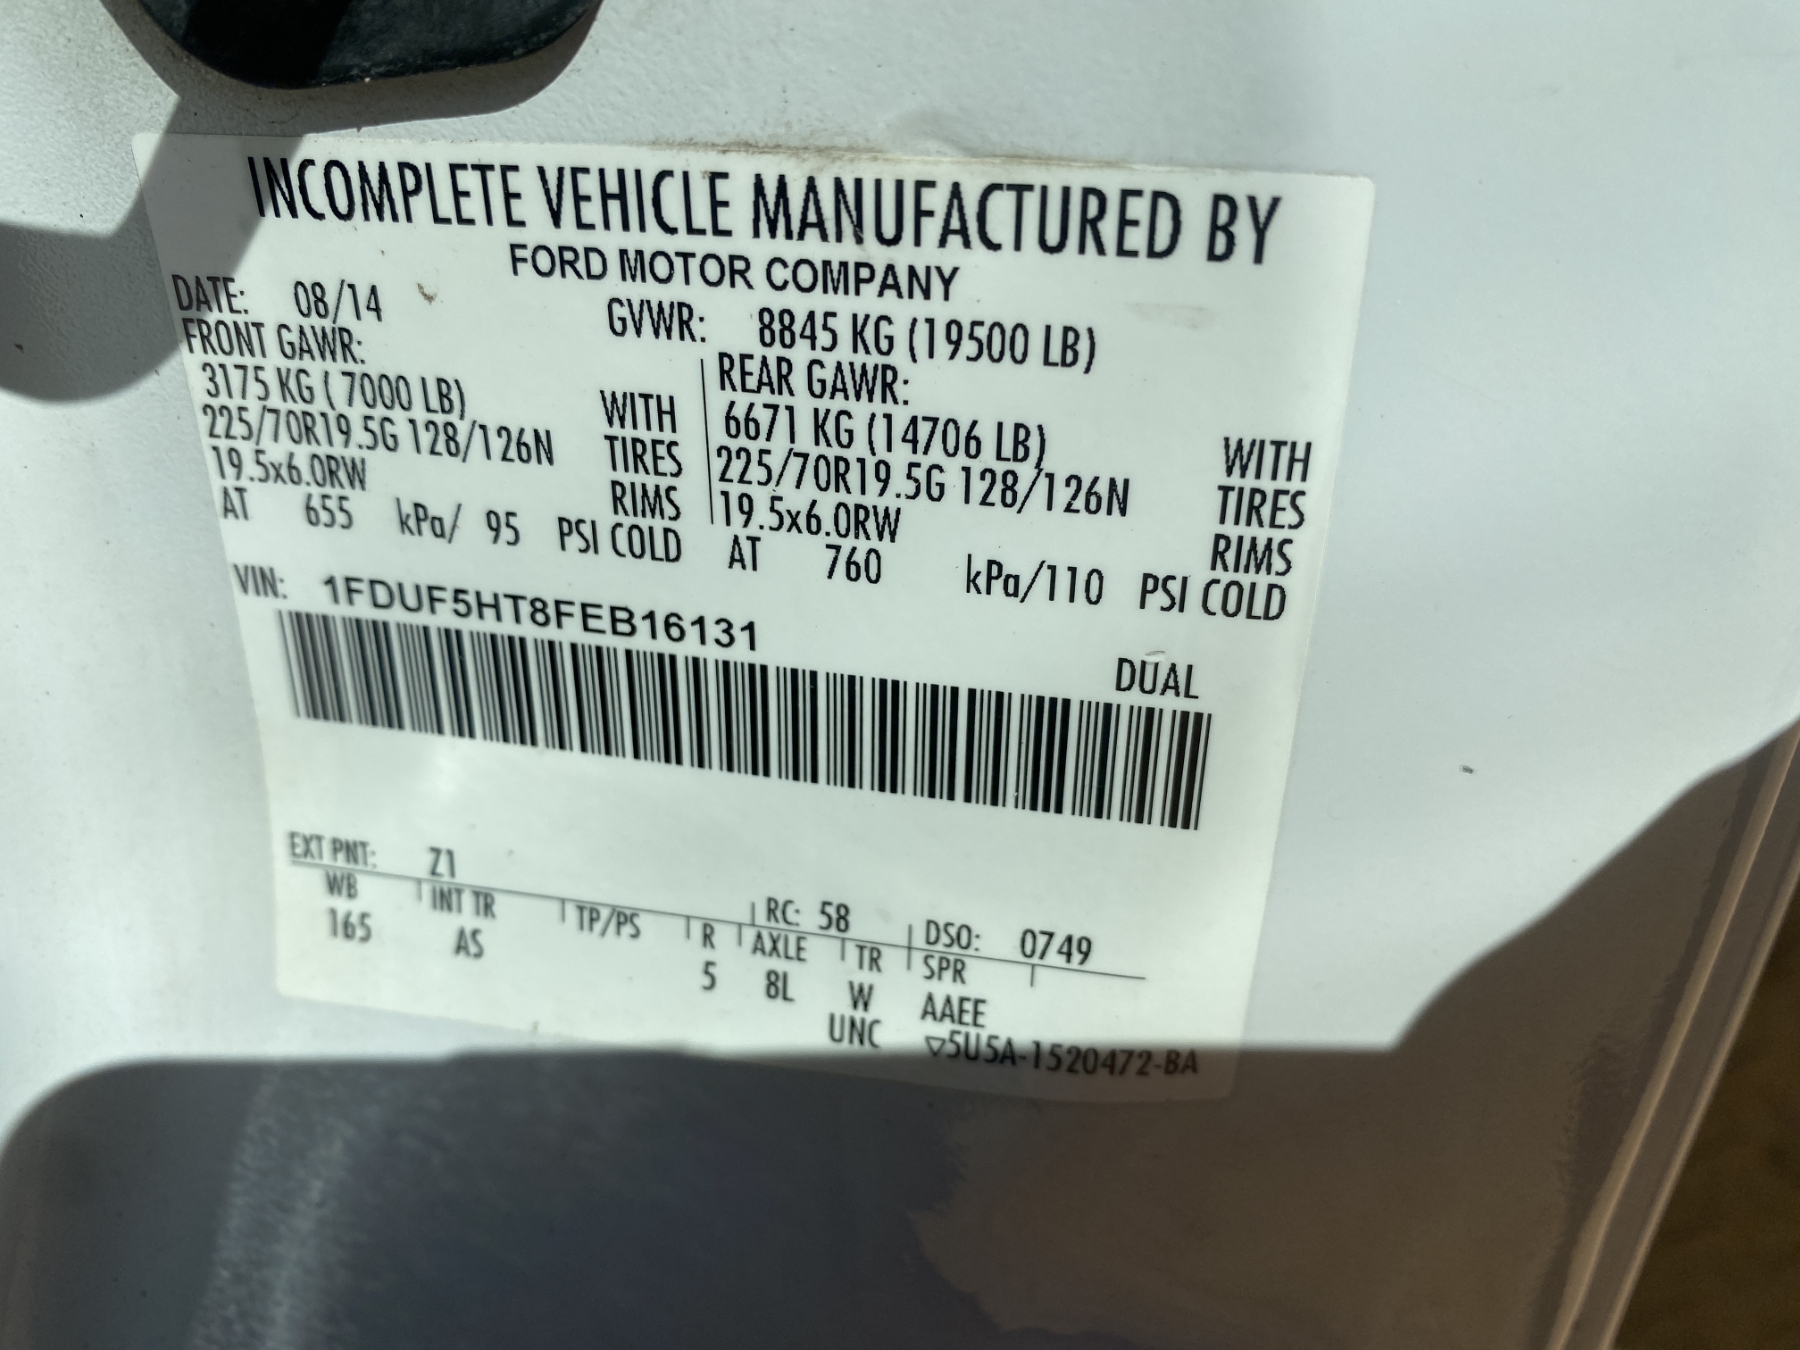 INCOMPLETE VEHICLE MANUFACTURED BY
FORD MOTOR COMPANY
DATE: 08/14 GVWR: 8845 KG (19500 LB)
FRONT GAWR: REAR GAWR:
3175 KG ( 7000 LB) WITH 6671 KG (14706 LB) WITH
225/70R19.5G 128/126N TIRES 225/70R19.5G 128/126N TIRES
19.5x6.0RW RIMS 19.5x6.0RW RIMS
AT 655 kPa/ 95 PSI COLD AT 760 kPa/110 PSI COLD
VIN: 1FDUF5HT8FEB16131
DUAL
EXT PNT: Z1 RC: 58 DSO: 0749
WB INT TR TP/PS R AXLE TR SPR
165 AS 5 8L W AAEE
UNC ▽5U5A-1520472-BA